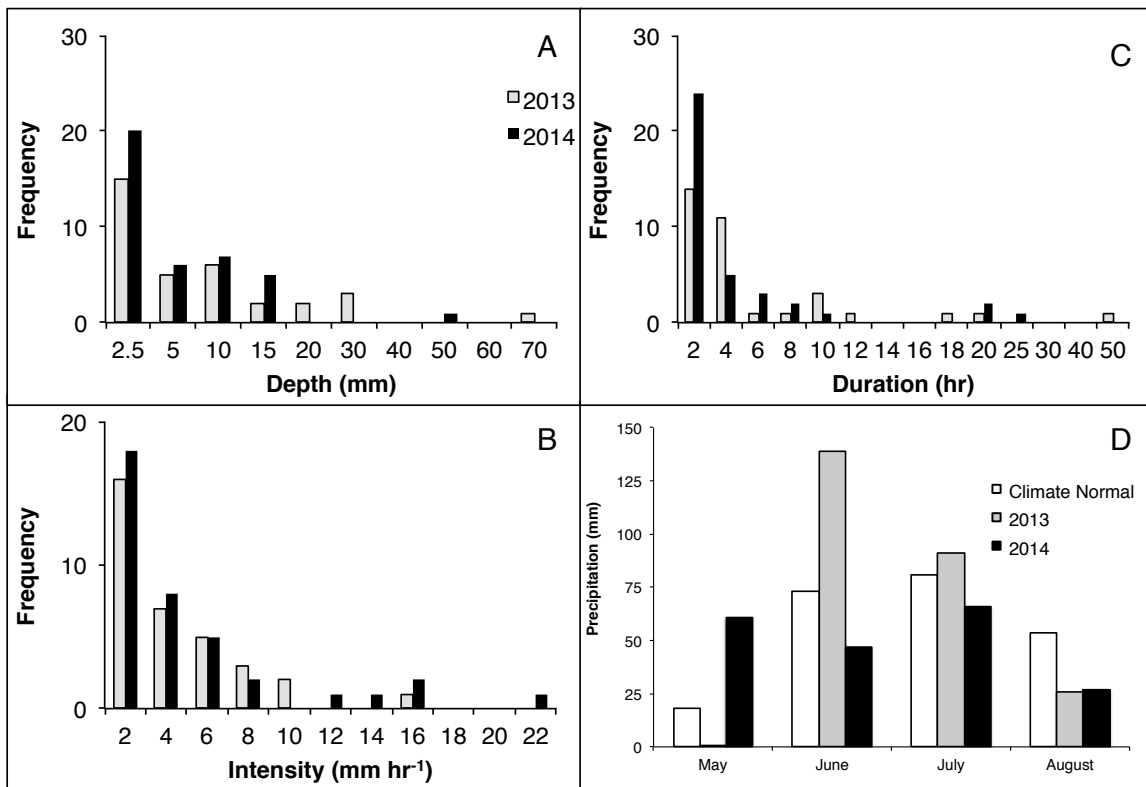 A
30
20
10
0
Frequency
2013
2014
2.5 5 10 15 20 30 40 50 60 70
Depth (mm)
C
30
20
10
0
Frequency
2 4 6 8 10 12 14 16 18 20 25 30 40 50
Duration (hr)
B
20
10
0
Frequency
2 4 6 8 10 12 14 16 18 20 22
Intensity (mm hr⁻¹)
D
150
125
100
75
50
25
0
Precipitation (mm)
Climate Normal
2013
2014
May June July August